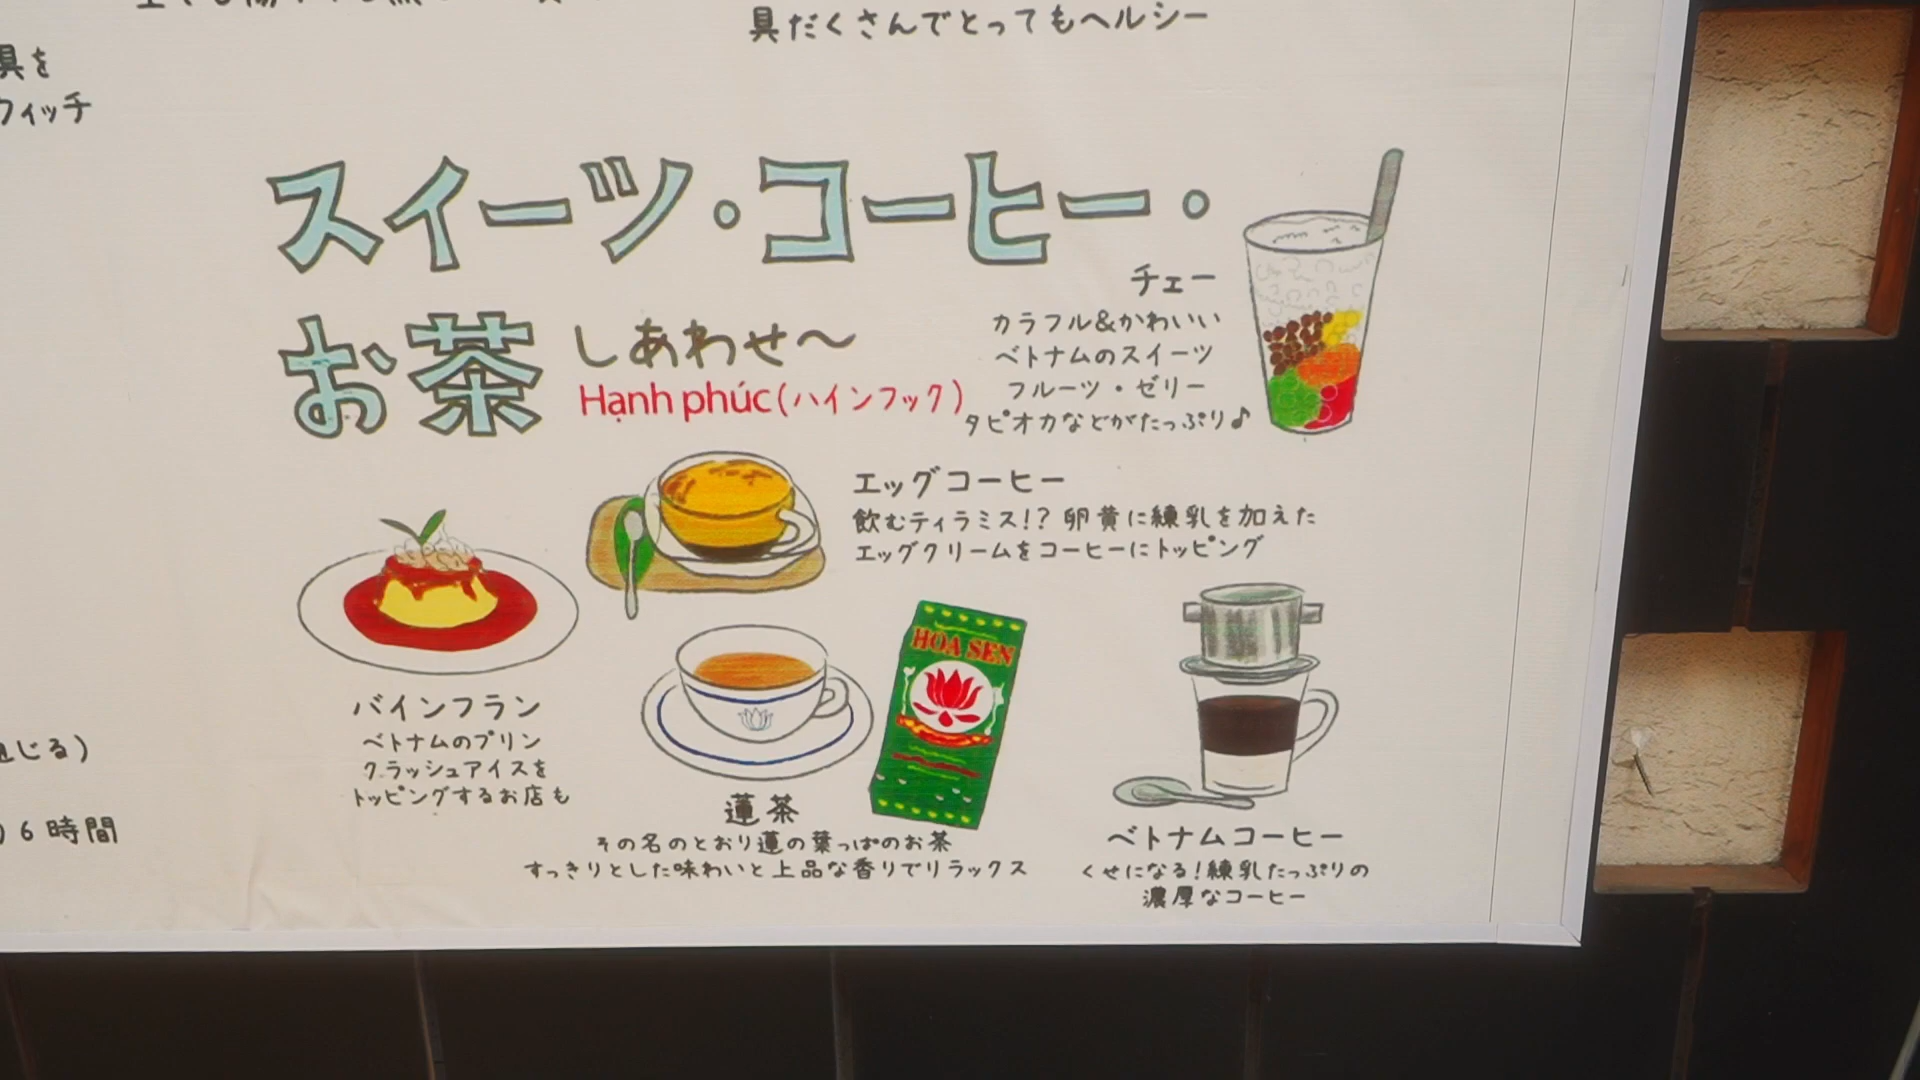 具だくさんでとってもヘルシー
具を
ウィッチ
スイーツ・コーヒー・
お茶
しあわせ〜
Hạnh phúc(ハインフック)
チェー
カラフル&かわいい
ベトナムのスイーツ
フルーツ・ゼリー
タピオカなどがたっぷり♪
エッグコーヒー
飲むティラミス!? 卵黄に練乳を加えた
エッグクリームをコーヒーにトッピング
バインフラン
ベトナムのプリン
クラッシュアイスを
トッピングするお店も
HOA SEN
蓮茶
その名のとおり蓮の葉っぱのお茶
すっきりとした味わいと上品な香りでリラックス
ベトナムコーヒー
くせになる!練乳たっぷりの
濃厚なコーヒー
じる)
6時間